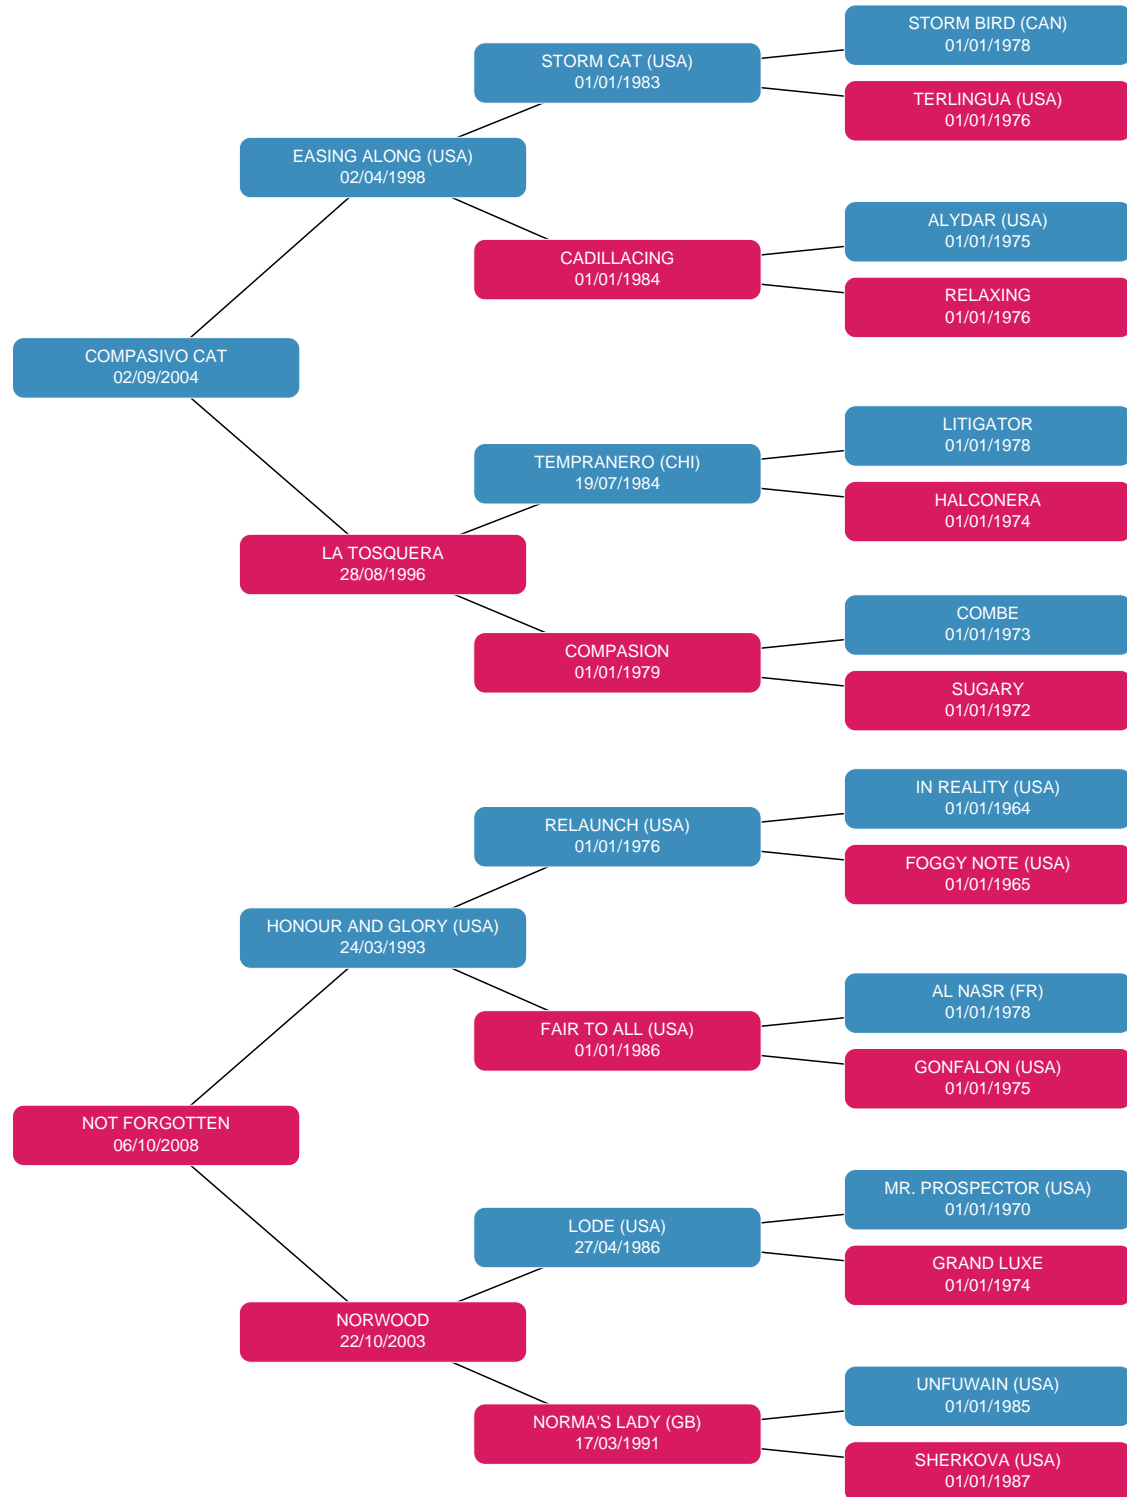 STORM BIRD (CAN)
01/01/1978
STORM CAT (USA)
01/01/1983
TERLINGUA (USA)
01/01/1976
EASING ALONG (USA)
02/04/1998
ALYDAR (USA)
01/01/1975
CADILLACING
01/01/1984
RELAXING
01/01/1976
COMPASIVO CAT
02/09/2004
LITIGATOR
01/01/1978
TEMPRANERO (CHI)
19/07/1984
HALCONERA
01/01/1974
LA TOSQUERA
28/08/1996
COMBE
01/01/1973
COMPASION
01/01/1979
SUGARY
01/01/1972
IN REALITY (USA)
01/01/1964
RELAUNCH (USA)
01/01/1976
FOGGY NOTE (USA)
01/01/1965
HONOUR AND GLORY (USA)
24/03/1993
AL NASR (FR)
01/01/1978
FAIR TO ALL (USA)
01/01/1986
GONFALON (USA)
01/01/1975
NOT FORGOTTEN
06/10/2008
MR. PROSPECTOR (USA)
01/01/1970
LODE (USA)
27/04/1986
GRAND LUXE
01/01/1974
NORWOOD
22/10/2003
UNFUWAIN (USA)
01/01/1985
NORMA'S LADY (GB)
17/03/1991
SHERKOVA (USA)
01/01/1987